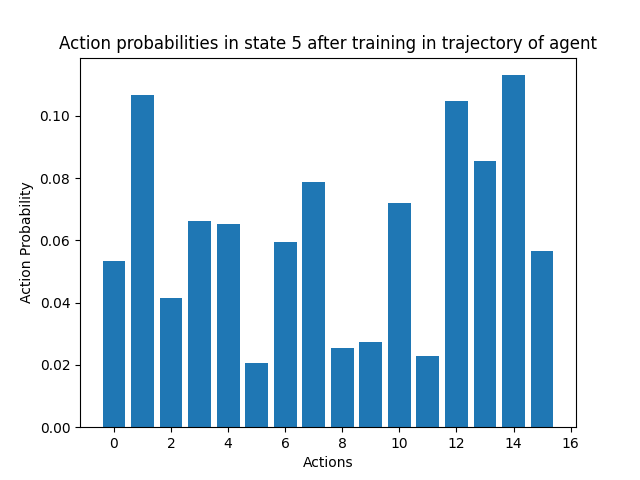 Action probabilities in state 5 after training in trajectory of agent
0.10
0.08
0.06
0.04
0.02
0.00
Action Probability
0 2 4 6 8 10 12 14 16
Actions